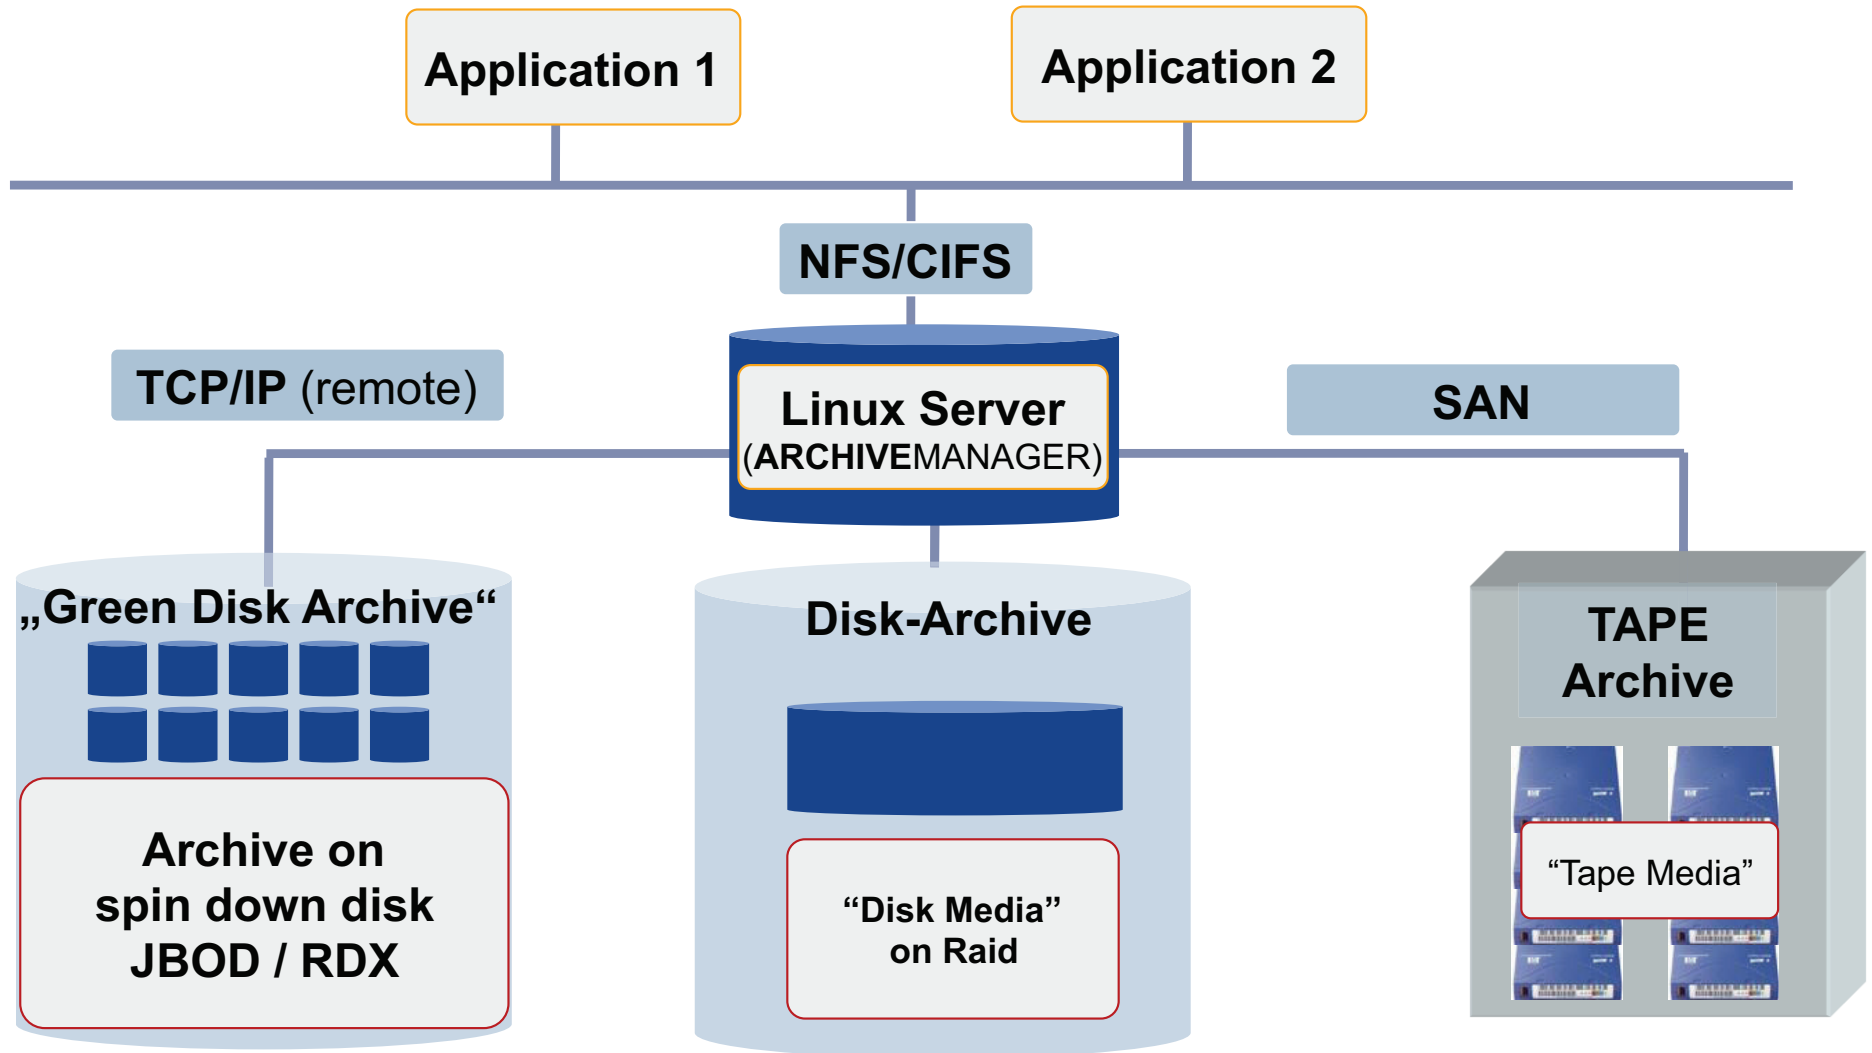 Application 1
Application 2
NFS/CIFS
TCP/IP (remote)
Linux Server
(ARCHIVEMANAGER)
SAN
„Green Disk Archive“
Archive on
spin down disk
JBOD / RDX
Disk-Archive
“Disk Media”
on Raid
TAPE
Archive
“Tape Media”